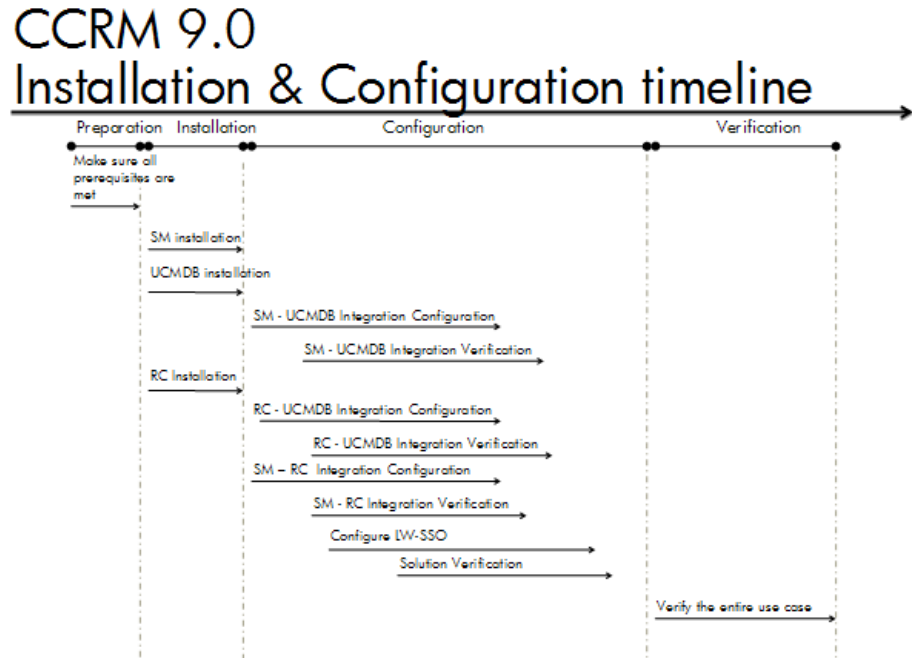 CCRM 9.0
Installation & Configuration timeline
Preparation Installation Configuration Verification
Make sure all
prerequisites are
met
SM installation
UCMDB installation
SM - UCMDB Integration Configuration
SM - UCMDB Integration Verification
RC Installation
RC - UCMDB Integration Configuration
RC - UCMDB Integration Verification
SM – RC Integration Configuration
SM - RC Integration Verification
Configure LW-SSO
Solution Verification
Verify the entire use case